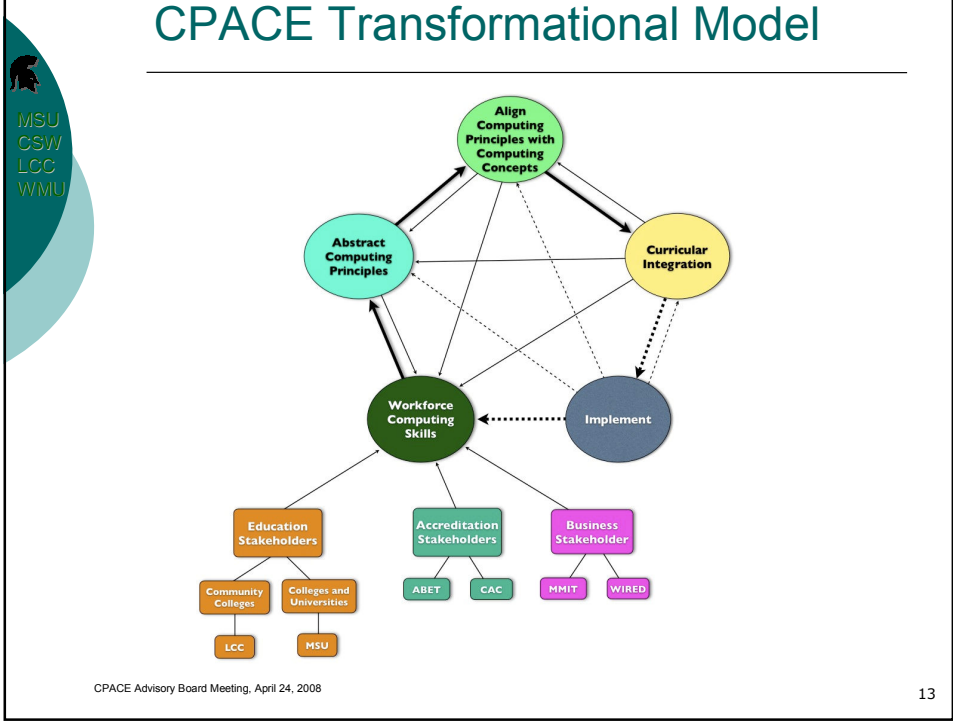 CPACE Transformational Model
MSU
CSW
LCC
WMU
Align
Computing
Principles with
Computing
Concepts
Abstract
Computing
Principles
Curricular
Integration
Workforce
Computing
Skills
Implement
Education
Stakeholders
Accreditation
Stakeholders
Business
Stakeholder
Community
Colleges
Colleges and
Universities
ABET
CAC
MMIT
WIRED
LCC
MSU
CPACE Advisory Board Meeting, April 24, 2008
13